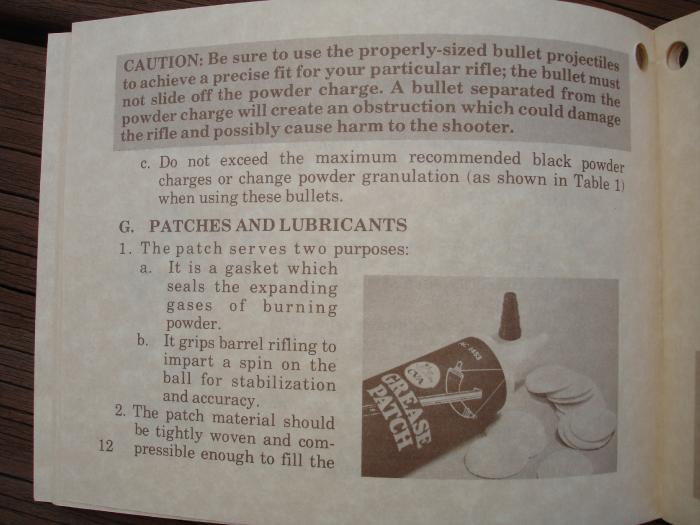 CAUTION: Be sure to use the properly-sized bullet projectiles
to achieve a precise fit for your particular rifle; the bullet must
not slide off the powder charge. A bullet separated from the
powder charge will create an obstruction which could damage
the rifle and possibly cause harm to the shooter.
c. Do not exceed the maximum recommended black powder
charges or change powder granulation (as shown in Table 1)
when using these bullets.
G. PATCHES AND LUBRICANTS
1. The patch serves two purposes:
a. It is a gasket which
seals the expanding
gases of burning
powder.
b. It grips barrel rifling to
impart a spin on the
ball for stabilization
and accuracy.
2. The patch material should
be tightly woven and com-
pressible enough to fill the
12
CVA
GREASE
PATCH